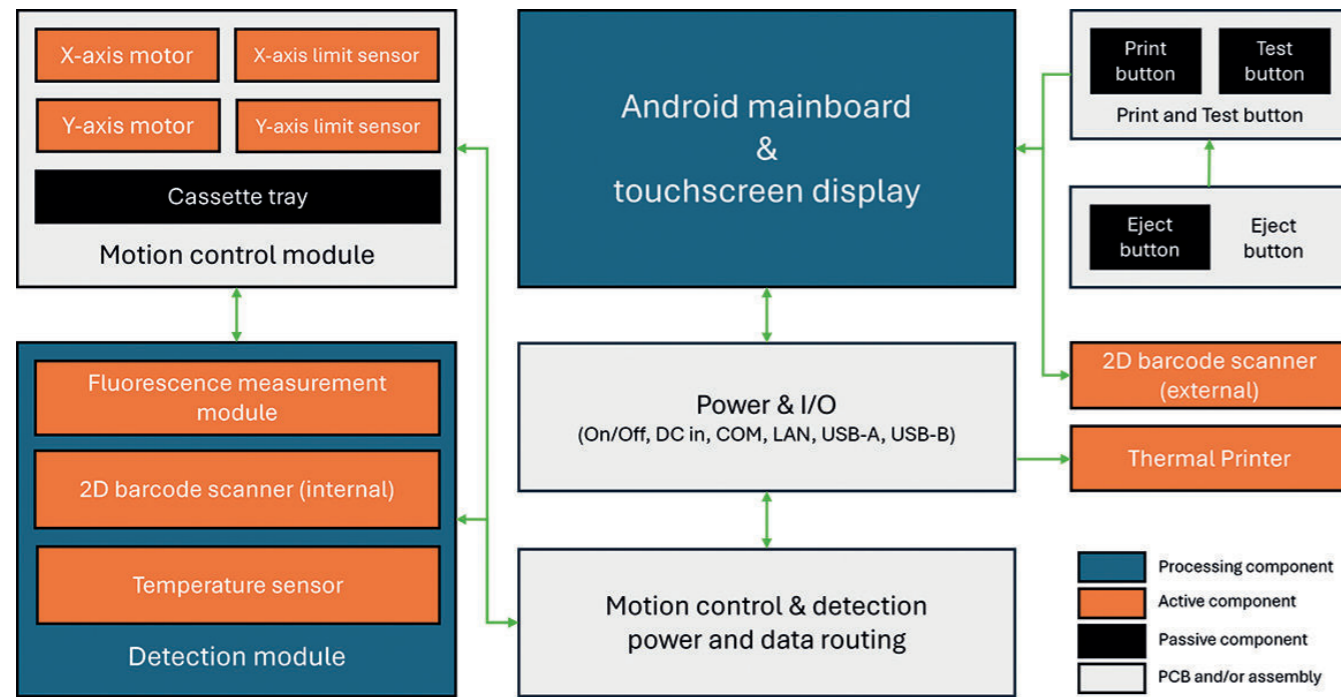 X-axis motor
X-axis limit sensor
Y-axis motor
Y-axis limit sensor
Cassette tray
Motion control module
Fluorescence measurement
module
2D barcode scanner (internal)
Temperature sensor
Detection module
Android mainboard
&
touchscreen display
Power & I/O
(On/Off, DC in, COM, LAN, USB-A, USB-B)
Motion control & detection
power and data routing
Print
button
Test
button
Print and Test button
Eject
button
Eject
button
2D barcode scanner
(external)
Thermal Printer
Processing component
Active component
Passive component
PCB and/or assembly